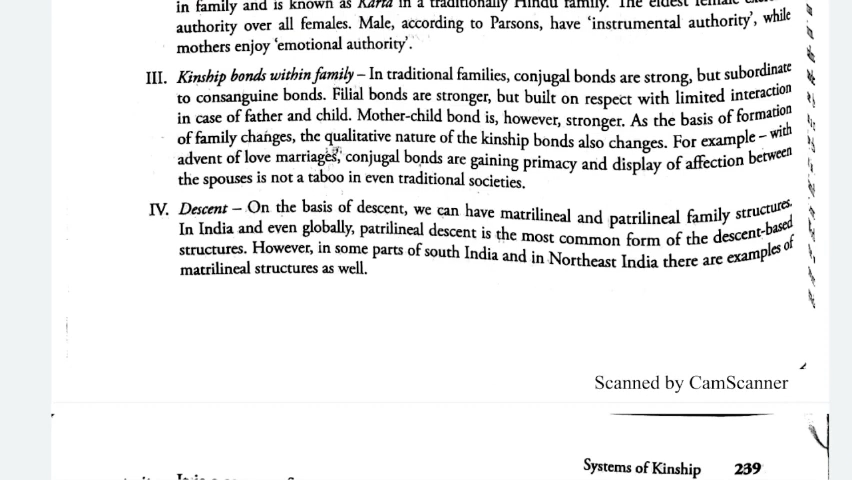 in family and is known as Karta in a traditionally Hindu family. The eldest female
authority over all females. Male, according to Parsons, have ‘instrumental authority’, while
mothers enjoy ‘emotional authority’.
III. Kinship bonds within family – In traditional families, conjugal bonds are strong, but subordinate
to consanguine bonds. Filial bonds are stronger, but built on respect with limited interaction
in case of father and child. Mother-child bond is, however, stronger. As the basis of formation
of family changes, the qualitative nature of the kinship bonds also changes. For example – with
advent of love marriages, conjugal bonds are gaining primacy and display of affection between
the spouses is not a taboo in even traditional societies.
IV. Descent – On the basis of descent, we can have matrilineal and patrilineal family structures.
In India and even globally, patrilineal descent is the most common form of the descent-based
structures. However, in some parts of south India and in Northeast India there are examples of
matrilineal structures as well.
Scanned by CamScanner
Systems of Kinship 239